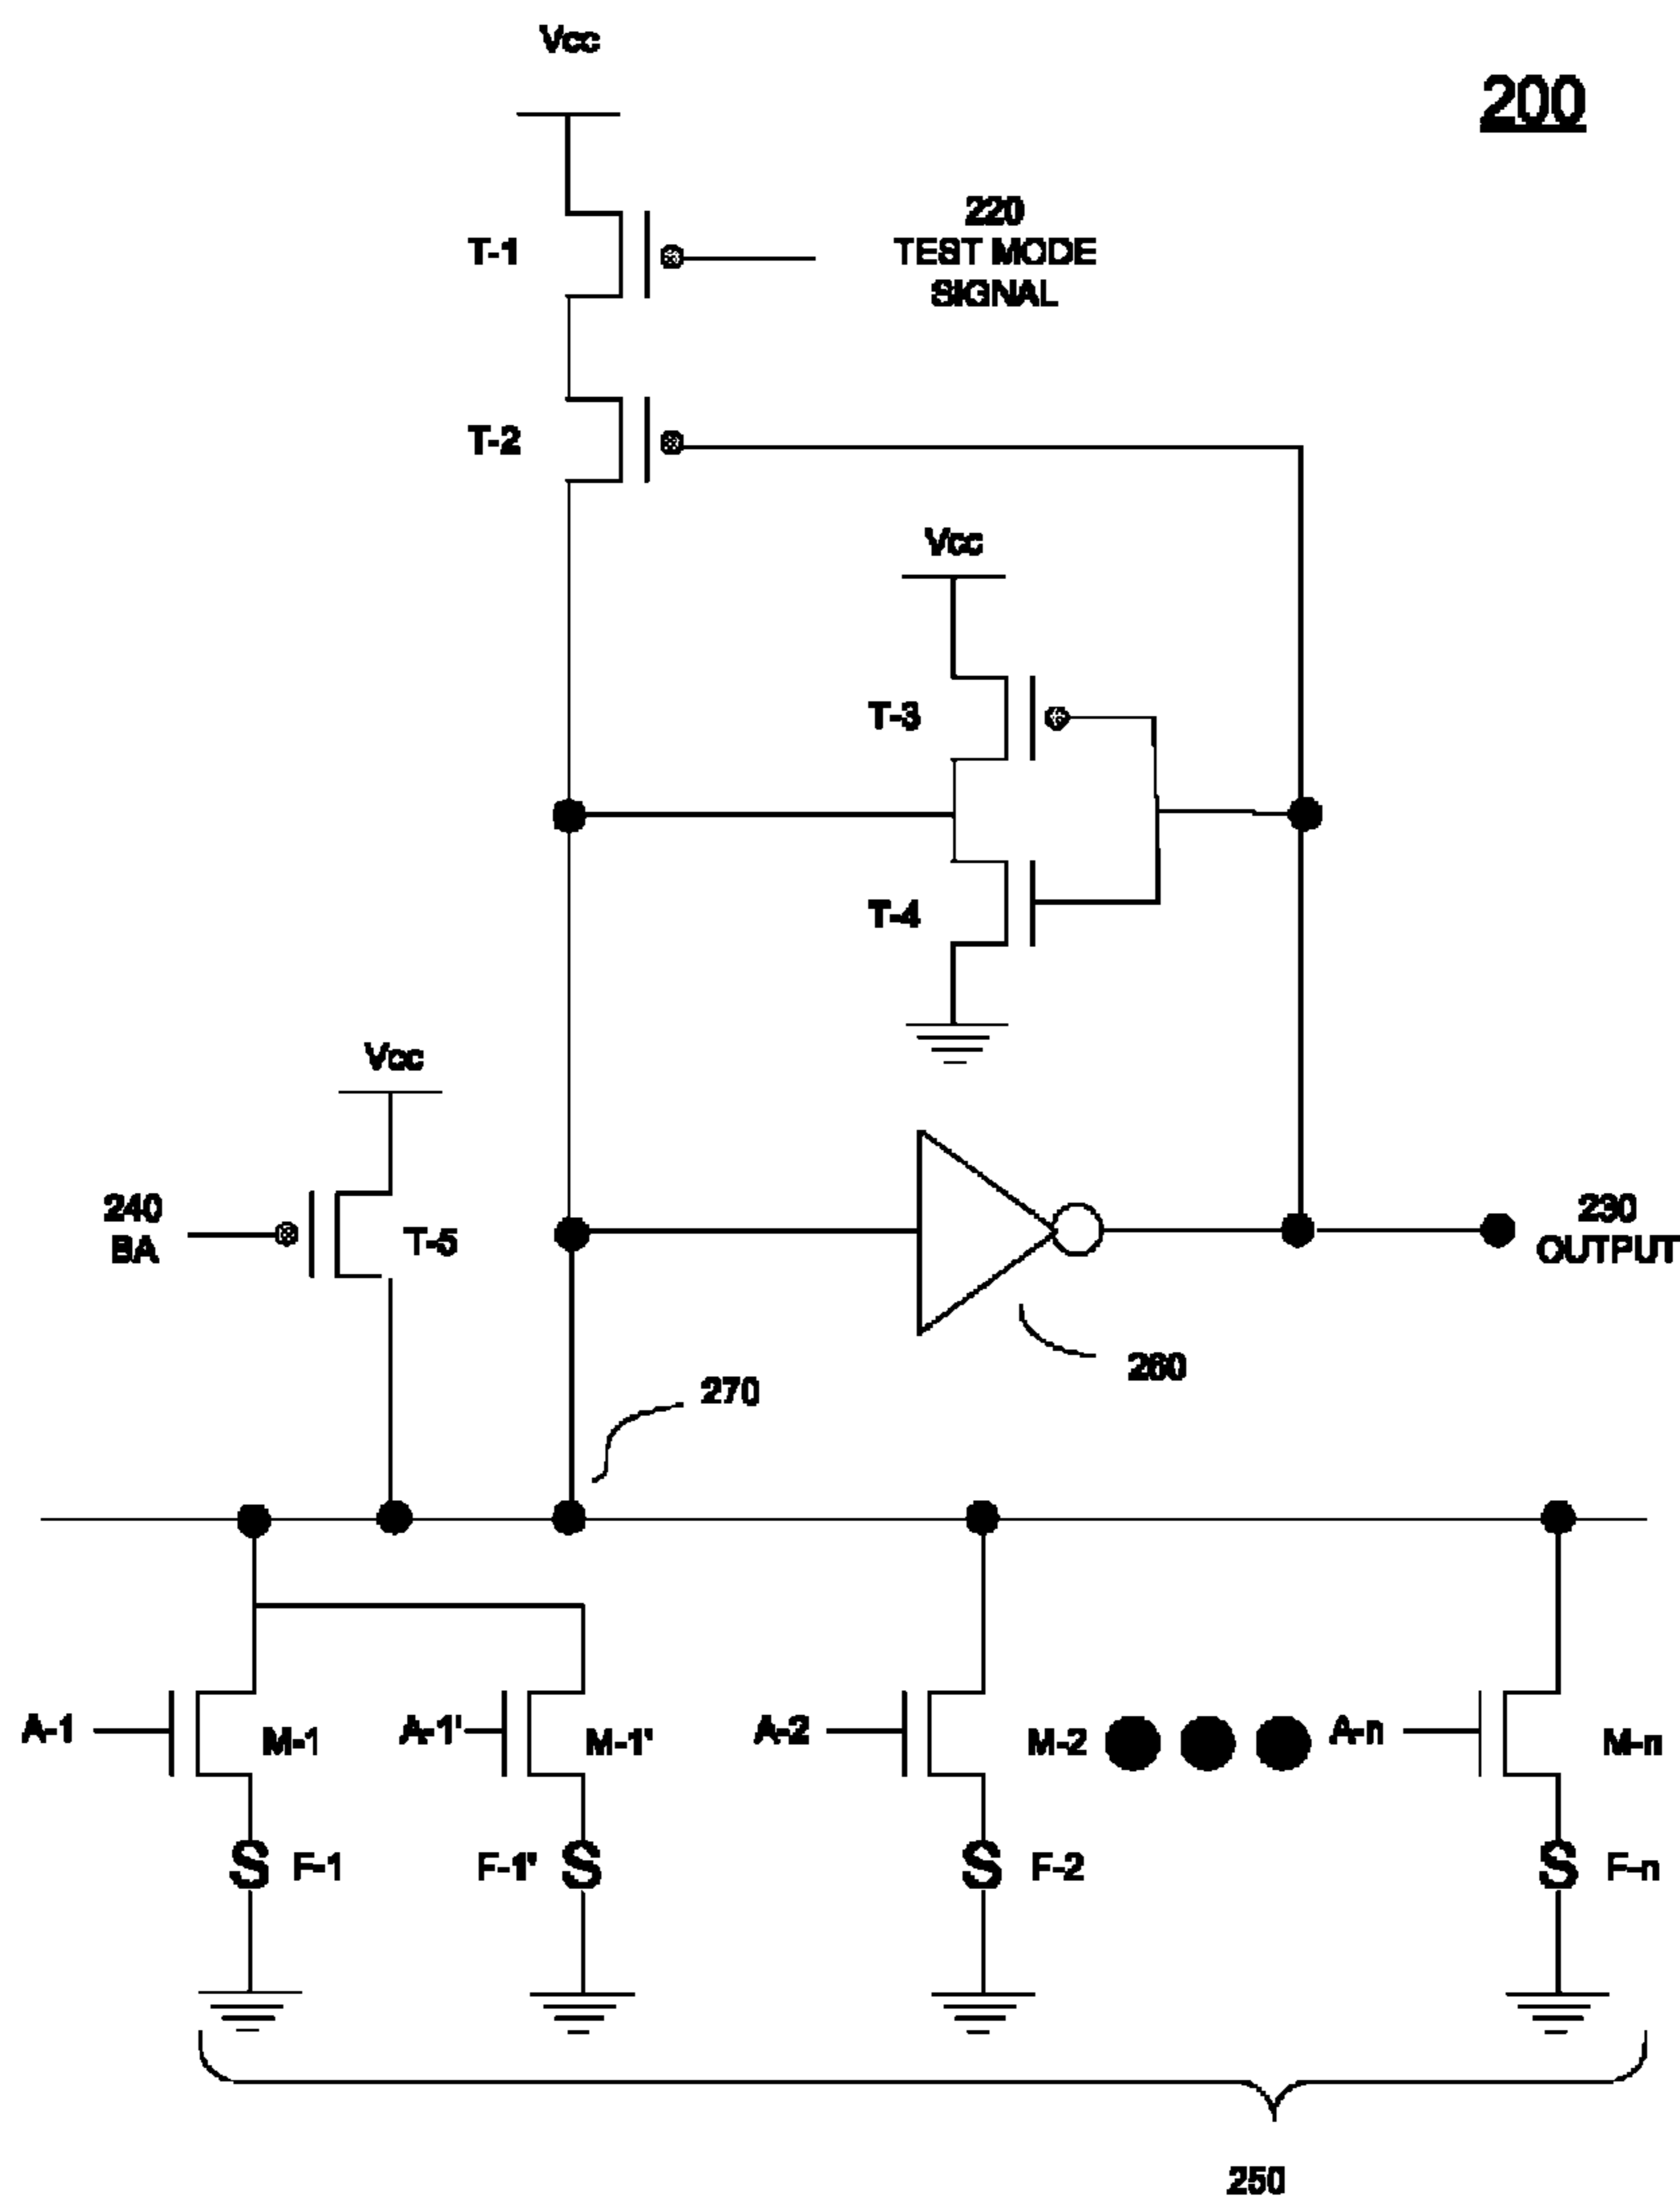 Vcc
200
220
TEST MODE
SIGNAL
T-1
T-2
Vcc
T-3
T-4
Vcc
240
BA
T-5
230
OUTPUT
260
270
A-1
M-1
A-1'
M-1'
A-2
M-2
A-n
M-n
S F-1
F-1' S
S F-2
S F-n
250